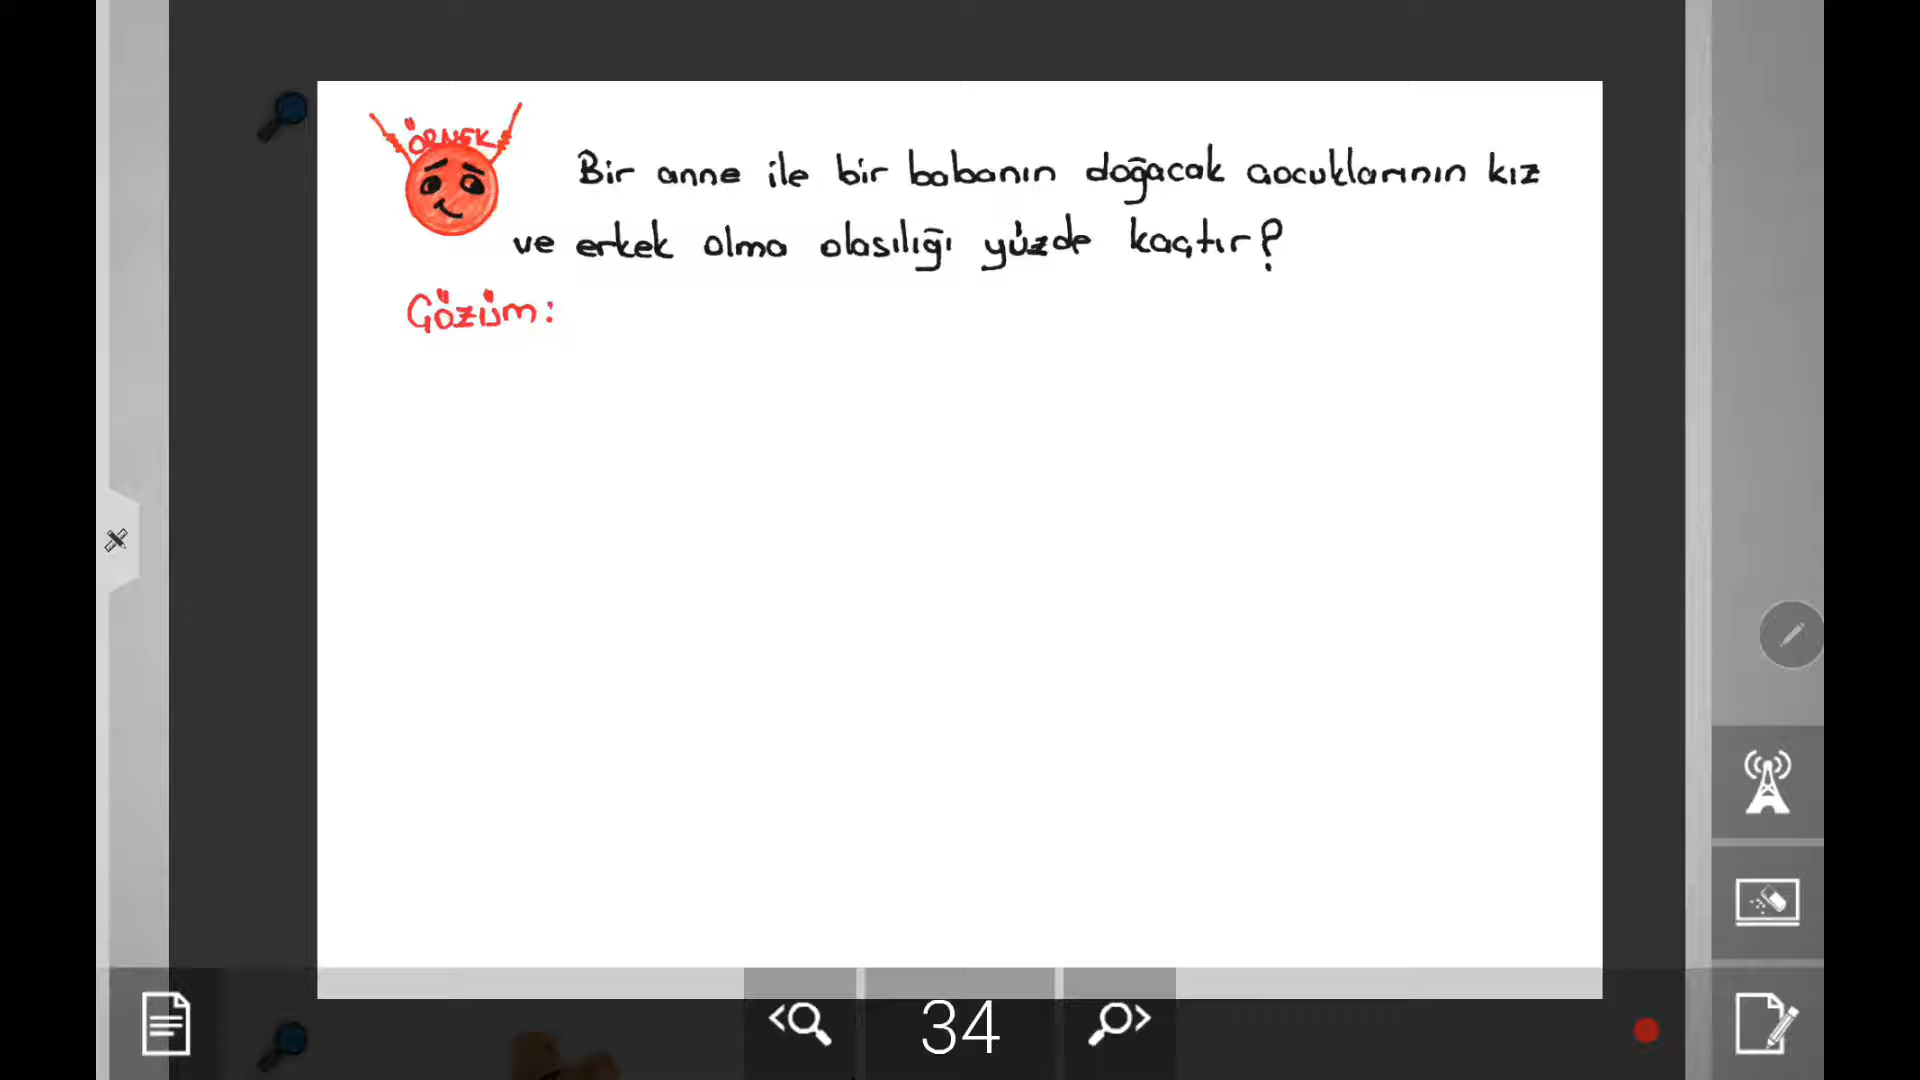 ÖRNEK
Bir anne ile bir babanın doğacak çocuklarının kız
ve erkek olma olasılığı yüzde kaçtır?
Çözüm:
34